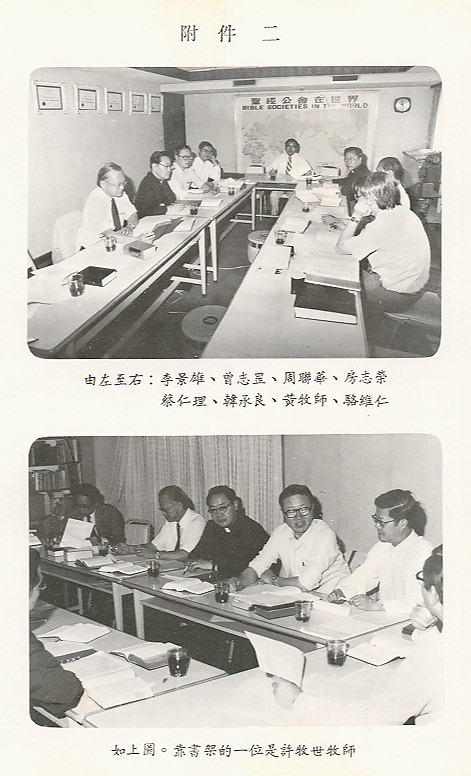 附件二
聖經公會在世界
BIBLE SOCIETIES IN THE WORLD
由左至右：李景雄、曾志罡、周聯華、房志榮
蔡仁理、韓承良、黃牧師、駱維仁
如上圖。靠書架的一位是許牧世牧師